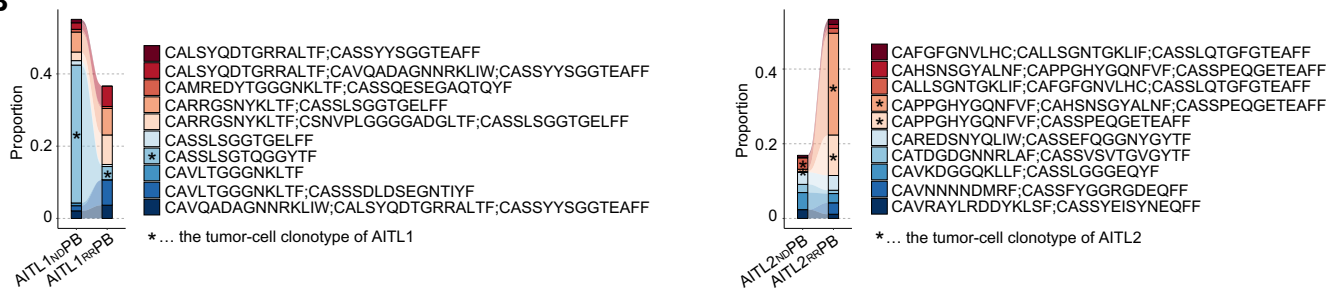 Proportion
0.4
0.2
0
AITL1NDPB
AITL1RRPB
CALSYQDTGRRALTF;CASSYYSGGTEAFF
CALSYQDTGRRALTF;CAVQADAGNNRKLIW;CASSYYSGGTEAFF
CAMREDYTGGGNKLTF;CASSQESEGAQTQYF
CARRGSNYKLTF;CASSLSGGTGELFF
CARRGSNYKLTF;CSNVPLGGGGADGLTF;CASSLSGGTGELFF
CASSLSGGTGELFF
* CASSLSGTQGGYTF
CAVLTGGGNKLTF
CAVLTGGGNKLTF;CASSSDLDSEGNTIYF
CAVQADAGNNRKLIW;CALSYQDTGRRALTF;CASSYYSGGTEAFF
*… the tumor-cell clonotype of AITL1
Proportion
0.4
0.2
0
AITL2NDPB
AITL2RRPB
CAFGFGNVLHC;CALLSGNTGKLIF;CASSLQTGFGTEAFF
CAHSNSGYALNF;CAPPGHYGQNFVF;CASSPEQGETEAFF
CALLSGNTGKLIF;CAFGFGNVLHC;CASSLQTGFGTEAFF
* CAPPGHYGQNFVF;CAHSNSGYALNF;CASSPEQGETEAFF
* CAPPGHYGQNFVF;CASSPEQGETEAFF
CAREDSNYQLIW;CASSEFQGGNYGYTF
CATDGDGNNRLAF;CASSVSVTGVGYTF
CAVKDGGQKLLF;CASSLGGGEQYF
CAVNNNNDMRF;CASSFYGGRGDEQFF
CAVRAYLRDDYKLSF;CASSYEISYNEQFF
*… the tumor-cell clonotype of AITL2